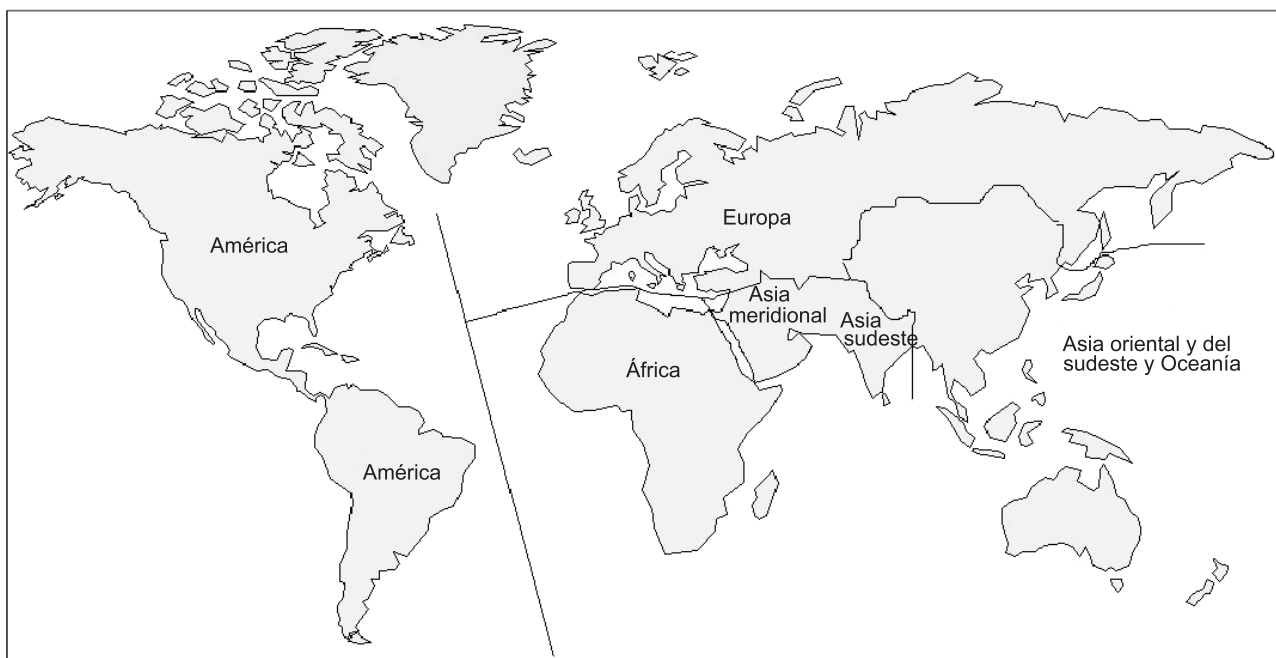 Europa
América
Asia
meridional
Asia
sudeste
Asia oriental y del
sudeste y Oceanía
África
América